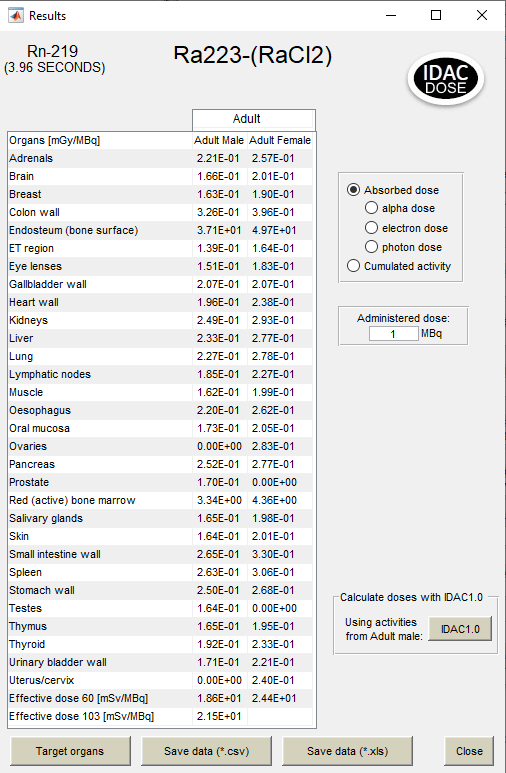 Results
Rn-219
(3.96 SECONDS)
Ra223-(RaCl2)
IDAC
DOSE
Adult
Organs [mGy/MBq] Adult Male Adult Female
Adrenals 2.21E-01 2.57E-01
Brain 1.66E-01 2.01E-01
Breast 1.63E-01 1.90E-01
Colon wall 3.26E-01 3.96E-01
Endosteum (bone surface) 3.71E+01 4.97E+01
ET region 1.39E-01 1.64E-01
Eye lenses 1.51E-01 1.83E-01
Gallbladder wall 2.07E-01 2.07E-01
Heart wall 1.96E-01 2.38E-01
Kidneys 2.49E-01 2.93E-01
Liver 2.33E-01 2.77E-01
Lung 2.27E-01 2.78E-01
Lymphatic nodes 1.85E-01 2.27E-01
Muscle 1.62E-01 1.99E-01
Oesophagus 2.20E-01 2.62E-01
Oral mucosa 1.73E-01 2.05E-01
Ovaries 0.00E+00 2.83E-01
Pancreas 2.52E-01 2.77E-01
Prostate 1.70E-01 0.00E+00
Red (active) bone marrow 3.34E+00 4.36E+00
Salivary glands 1.65E-01 1.98E-01
Skin 1.64E-01 2.01E-01
Small intestine wall 2.65E-01 3.30E-01
Spleen 2.63E-01 3.06E-01
Stomach wall 2.50E-01 2.68E-01
Testes 1.64E-01 0.00E+00
Thymus 1.65E-01 1.95E-01
Thyroid 1.92E-01 2.33E-01
Urinary bladder wall 1.71E-01 2.21E-01
Uterus/cervix 0.00E+00 2.40E-01
Effective dose 60 [mSv/MBq] 1.86E+01 2.44E+01
Effective dose 103 [mSv/MBq] 2.15E+01
Absorbed dose
alpha dose
electron dose
photon dose
Cumulated activity
Administered dose:
1 MBq
Calculate doses with IDAC1.0
Using activities
from Adult male:
IDAC1.0
Target organs
Save data (*.csv)
Save data (*.xls)
Close